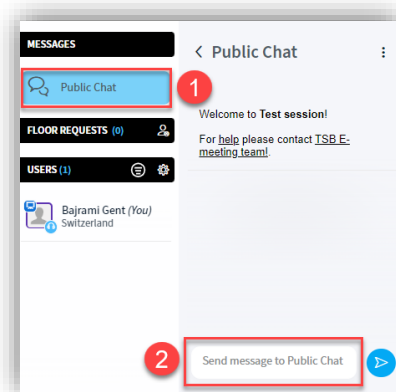 MESSAGES
Public Chat
FLOOR REQUESTS (0)
USERS (1)
Bajrami Gent (You)
Switzerland
1
Public Chat
Welcome to Test session!
For help please contact TSB E-
meeting team!.
2
Send message to Public Chat